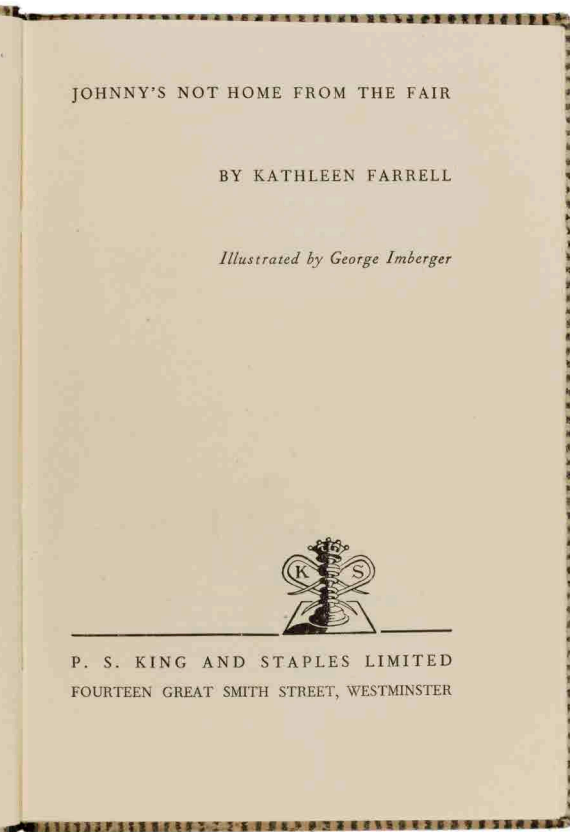 JOHNNY'S NOT HOME FROM THE FAIR
BY KATHLEEN FARRELL
Illustrated by George Imberger
K S
P. S. KING AND STAPLES LIMITED
FOURTEEN GREAT SMITH STREET, WESTMINSTER